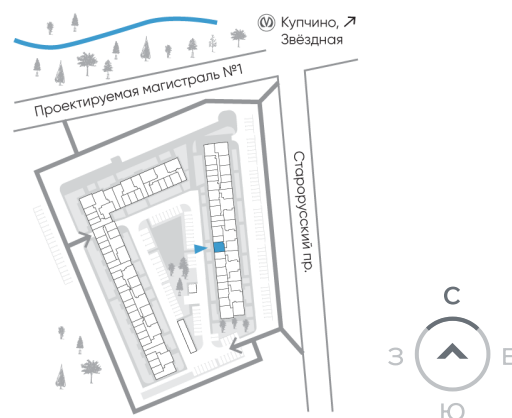 Купчино,
Звёздная
Проектируемая магистраль №1
Старорусский пр.
С
З
В
Ю